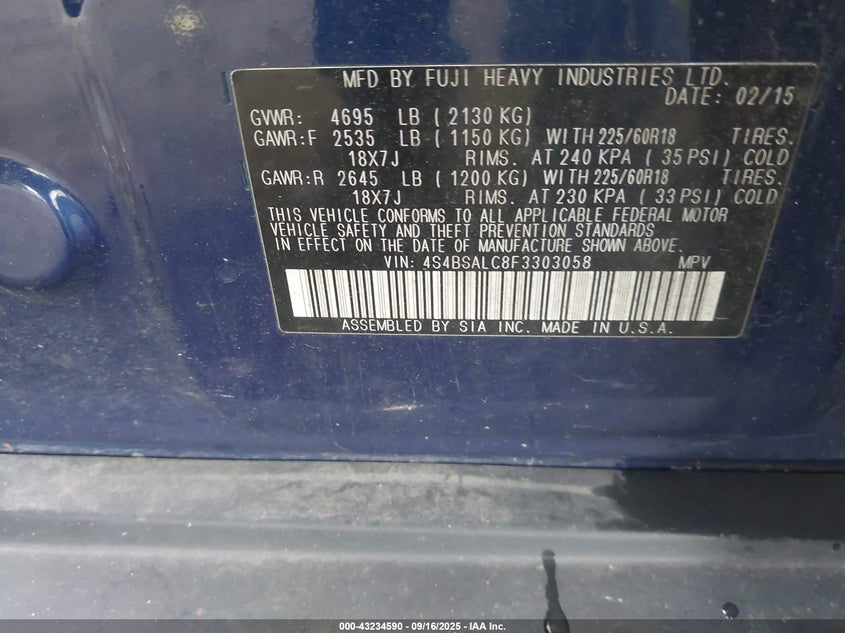 MFD BY FUJI HEAVY INDUSTRIES LTD.
DATE: 02/15
GVWR: 4695 LB ( 2130 KG)
GAWR:F 2535 LB ( 1150 KG) WITH 225/60R18 TIRES.
18X7J RIMS. AT 240 KPA ( 35 PSI) COLD
GAWR:R 2645 LB ( 1200 KG) WITH 225/60R18 TIRES.
18X7J RIMS. AT 230 KPA ( 33 PSI) COLD
THIS VEHICLE CONFORMS TO ALL APPLICABLE FEDERAL MOTOR
VEHICLE SAFETY AND THEFT PREVENTION STANDARDS
IN EFFECT ON THE DATE OF MANUFACTURE SHOWN ABOVE.
VIN: 4S4BSALC8F3303058 MPV
ASSEMBLED BY SIA INC. MADE IN U.S.A.
000-43234590 - 09/16/2025 - IAA Inc.